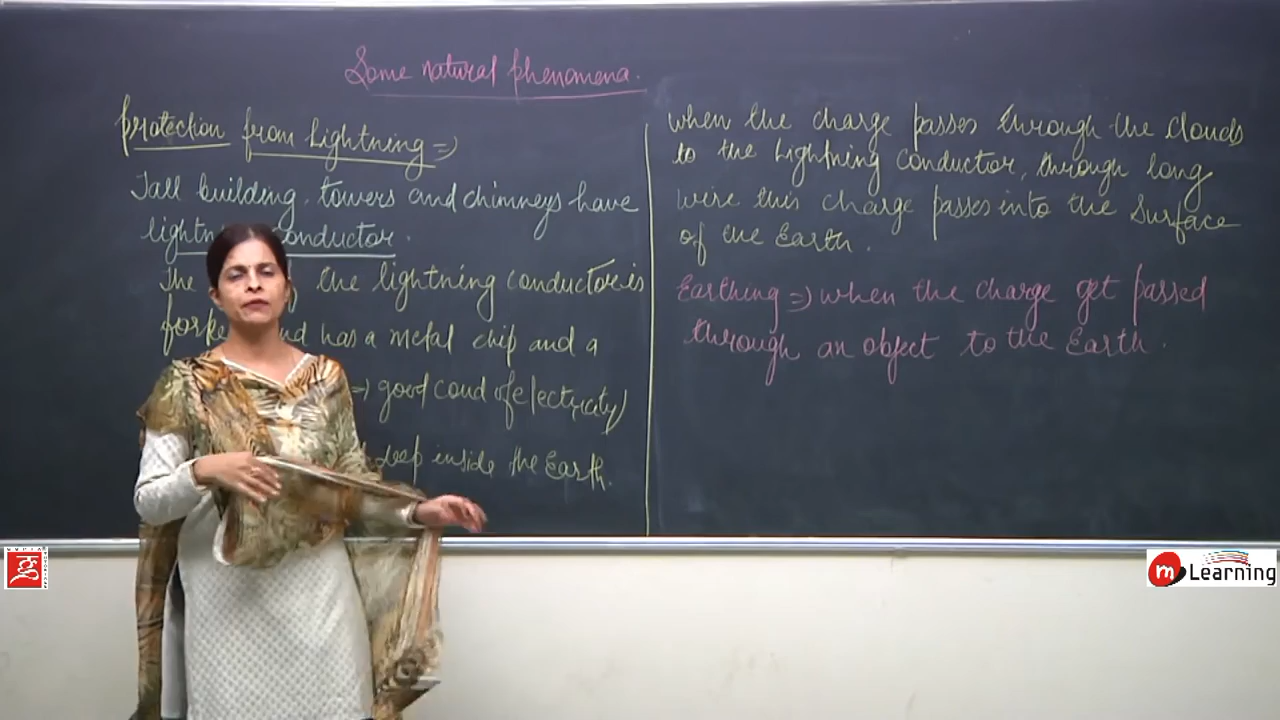 Some natural phenomena.
Protection from Lightning =>
Tall building, towers and chimneys have
lightn conductor.
The the lightning conductor is
forke nd has a metal chip and a
=> good cond of electricity)
deep inside the Earth.
when the charge passes through the clouds
to the Lightning conductor, through long
wire this charge passes into the surface
of the Earth.
Earthing => when the charge get passed
through an object to the Earth.
m Learning